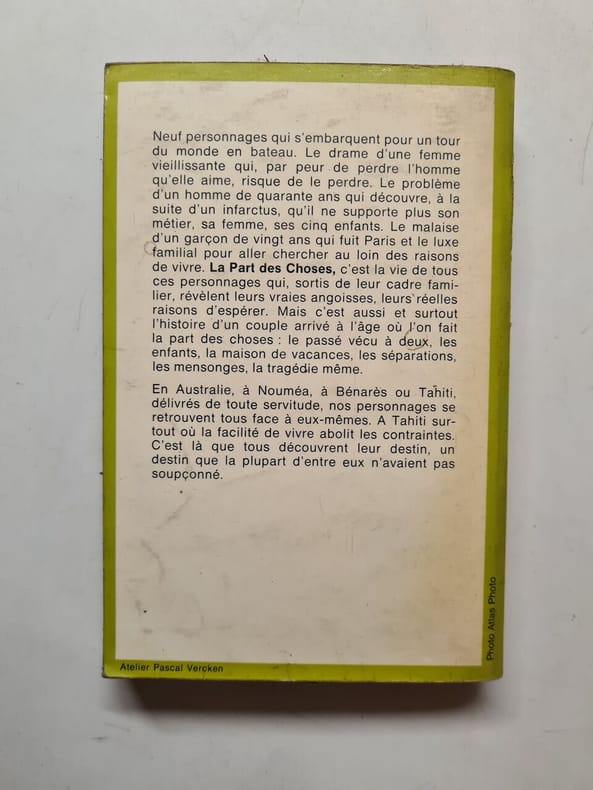 Neuf personnages qui s'embarquent pour un tour
du monde en bateau. Le drame d'une femme
vieillissante qui, par peur de perdre l'homme
qu'elle aime, risque de le perdre. Le problème
d'un homme de quarante ans qui découvre, à la
suite d'un infarctus, qu'il ne supporte plus son
métier, sa femme, ses cinq enfants. Le malaise
d'un garçon de vingt ans qui fuit Paris et le luxe
familial pour aller chercher au loin des raisons
de vivre. La Part des Choses, c'est la vie de tous
ces personnages qui, sortis de leur cadre fami-
lier, révèlent leurs vraies angoisses, leurs réelles
raisons d'espérer. Mais c'est aussi et surtout
l'histoire d'un couple arrivé à l'âge où l'on fait
la part des choses : le passé vécu à deux, les
enfants, la maison de vacances, les séparations,
les mensonges, la tragédie même.
En Australie, à Nouméa, à Bénarès ou Tahiti,
délivrés de toute servitude, nos personnages se
retrouvent tous face à eux-mêmes. A Tahiti sur-
tout où la facilité de vivre abolit les contraintes.
C'est là que tous découvrent leur destin, un
destin que la plupart d'entre eux n'avaient pas
soupçonné.
Atelier Pascal Vercken
Photo Atlas Photo